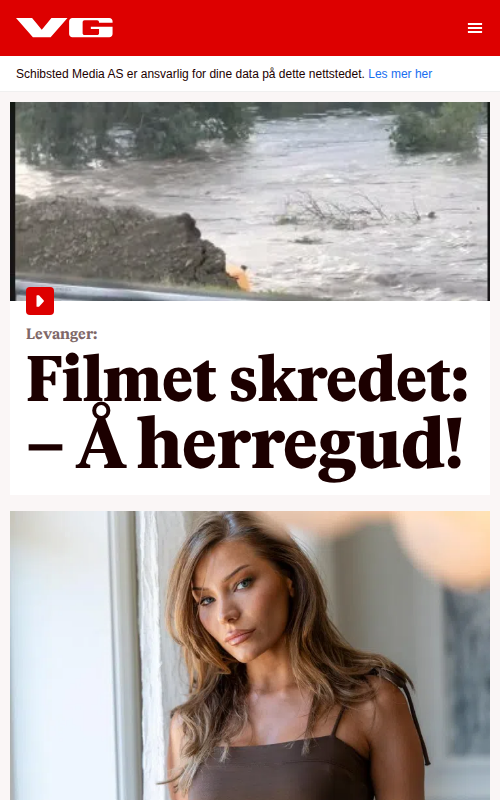 VG
Schibsted Media AS er ansvarlig for dine data på dette nettstedet. Les mer her
Levanger:
Filmet skredet:
– Å herregud!